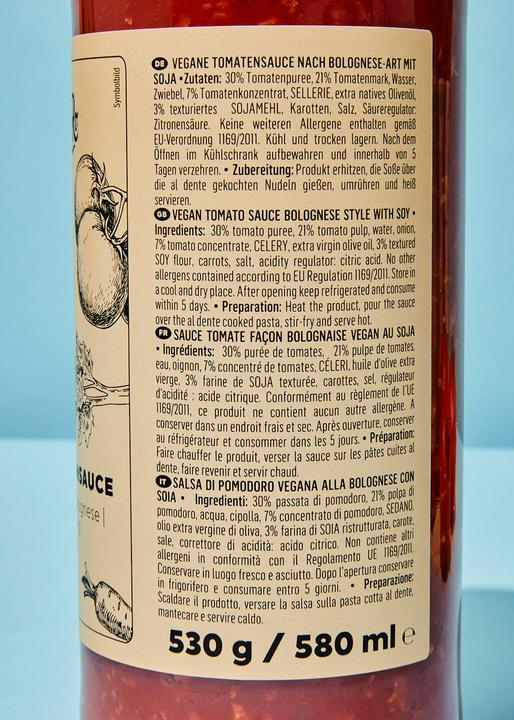 Symbolbild
SAUCE
gnese |
DE VEGANE TOMATENSAUCE NACH BOLOGNESE-ART MIT
SOJA • Zutaten: 30% Tomatenpuree, 21% Tomatenmark, Wasser,
Zwiebel, 7% Tomatenkonzentrat, SELLERIE, extra natives Olivenöl,
3% texturiertes SOJAMEHL, Karotten, Salz, Säureregulator:
Zitronensäure. Keine weiteren Allergene enthalten gemäß
EU-Verordnung 1169/2011. Kühl und trocken lagern. Nach dem
Öffnen im Kühlschrank aufbewahren und innerhalb von 5
Tagen verzehren. • Zubereitung: Produkt erhitzen, die Soße über
die al dente gekochten Nudeln gießen, umrühren und heiß
servieren.
GB VEGAN TOMATO SAUCE BOLOGNESE STYLE WITH SOY •
Ingredients: 30% tomato puree, 21% tomato pulp, water, onion,
7% tomato concentrate, CELERY, extra virgin olive oil, 3% textured
SOY flour, carrots, salt, acidity regulator: citric acid. No other
allergens contained according to EU Regulation 1169/2011. Store in
a cool and dry place. After opening keep refrigerated and consume
within 5 days. • Preparation: Heat the product, pour the sauce
over the al dente cooked pasta, stir-fry and serve hot.
FR SAUCE TOMATE FAÇON BOLOGNAISE VEGAN AU SOJA
• Ingrédients: 30% purée de tomates, 21% pulpe de tomates,
eau, oignon, 7% concentré de tomates, CÉLERI, huile d'olive extra
vierge, 3% farine de SOJA texturée, carottes, sel, régulateur
d'acidité : acide citrique. Conformément au règlement de l'UE
1169/2011, ce produit ne contient aucun autre allergène. A
conserver dans un endroit frais et sec. Après ouverture, conserver
au réfrigérateur et consommer dans les 5 jours. • Préparation:
Faire chauffer le produit, verser la sauce sur les pâtes cuites al
dente, faire revenir et servir chaud.
IT SALSA DI POMODORO VEGANA ALLA BOLOGNESE CON
SOIA • Ingredienti: 30% passata di pomodoro, 21% polpa di
pomodoro, acqua, cipolla, 7% concentrato di pomodoro, SEDANO,
olio extra vergine di oliva, 3% farina di SOIA ristrutturata, carote,
sale, correttore di acidità: acido citrico. Non contiene altri
allergeni in conformità con il Regolamento UE 1169/2011.
Conservare in luogo fresco e asciutto. Dopo l'apertura conservare
in frigorifero e consumare entro 5 giorni. • Preparazione:
Scaldare il prodotto, versare la salsa sulla pasta cotta al dente,
mantecare e servire caldo.
530 g / 580 ml e